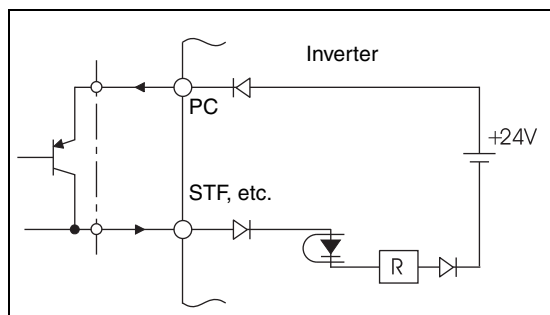 Inverter
PC
+24V
STF, etc.
R